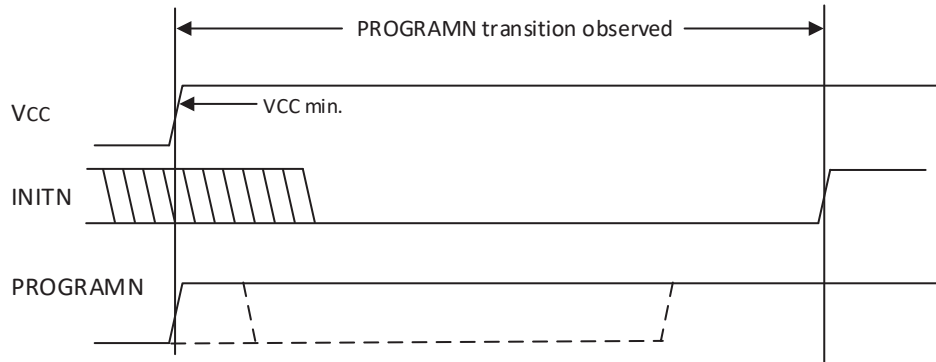 PROGRAMN transition observed
VCC
VCC min.
INITN
PROGRAMN